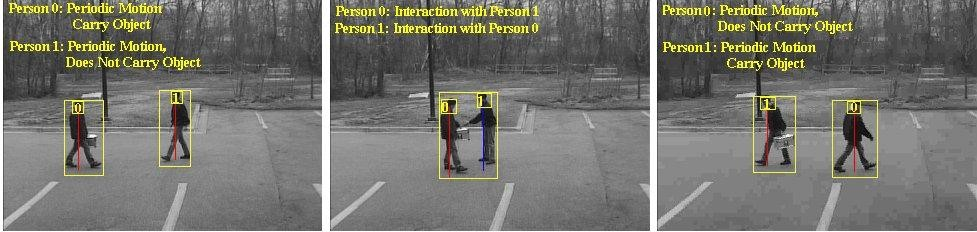 Person 0: Periodic Motion
Carry Object
Person 1: Periodic Motion,
Does Not Carry Object
0
1
Person 0: Interaction with Person 1
Person 1: Interaction with Person 0
0
1
Person 0: Periodic Motion,
Does Not Carry Object
Person 1: Periodic Motion
Carry Object
1
0